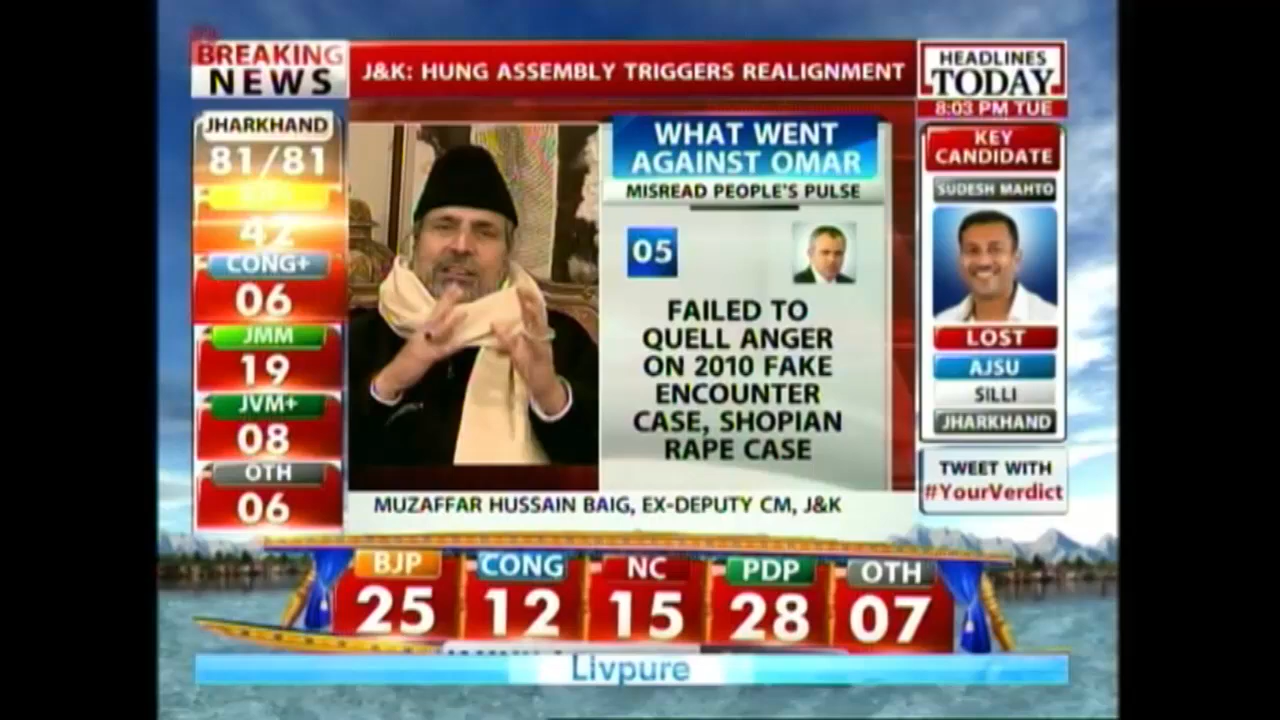 BREAKING
NEWS
J&K: HUNG ASSEMBLY TRIGGERS REALIGNMENT
HEADLINES
TODAY
8:03 PM TUE
JHARKHAND
81/81
42
CONG+
06
JMM
19
JVM+
08
OTH
06
WHAT WENT
AGAINST OMAR
MISREAD PEOPLE'S PULSE
05
FAILED TO
QUELL ANGER
ON 2010 FAKE
ENCOUNTER
CASE, SHOPIAN
RAPE CASE
MUZAFFAR HUSSAIN BAIG, EX-DEPUTY CM, J&K
KEY
CANDIDATE
SUDESH MAHTO
LOST
AJSU
SILLI
JHARKHAND
TWEET WITH
#YourVerdict
BJP
25
CONG
12
NC
15
PDP
28
OTH
07
Livpure